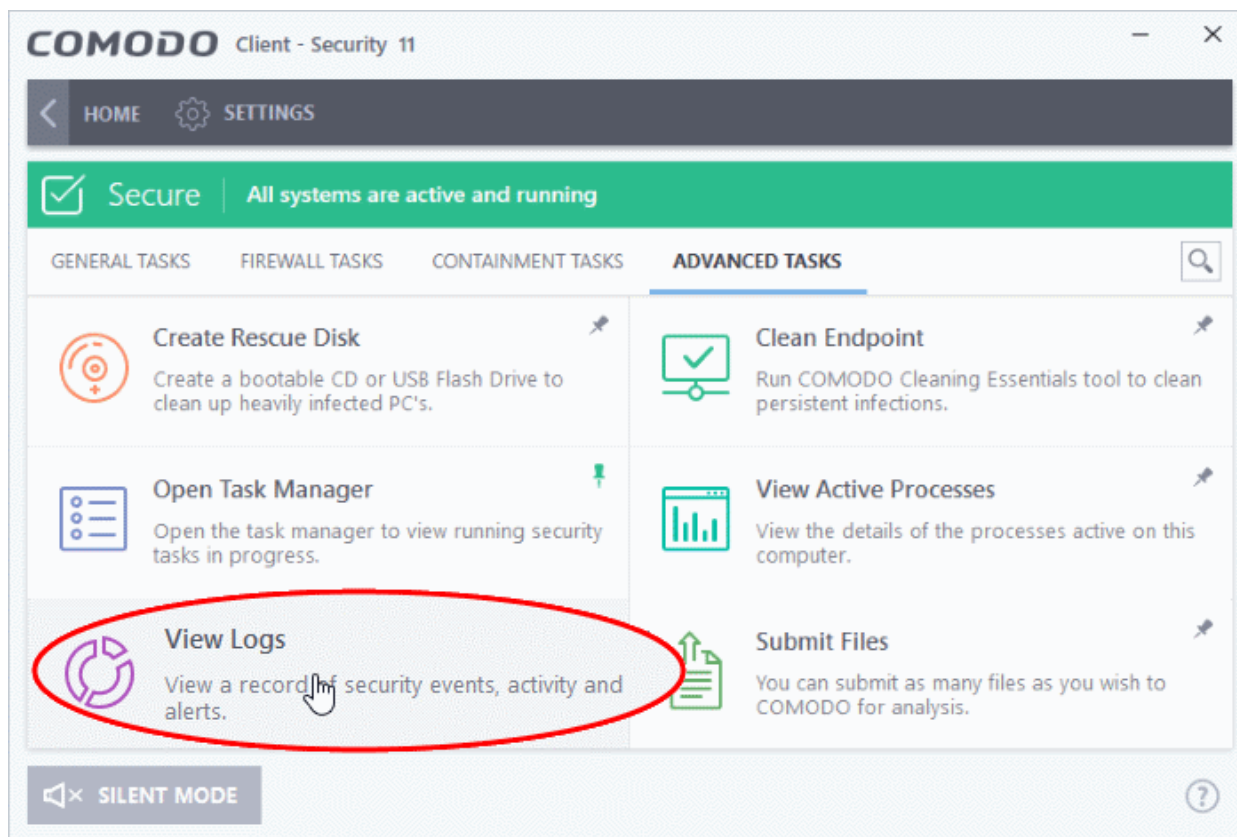 COMODO Client - Security 11
HOME SETTINGS
Secure All systems are active and running
GENERAL TASKS FIREWALL TASKS CONTAINMENT TASKS ADVANCED TASKS
Create Rescue Disk
Create a bootable CD or USB Flash Drive to
clean up heavily infected PC's.
Clean Endpoint
Run COMODO Cleaning Essentials tool to clean
persistent infections.
Open Task Manager
Open the task manager to view running security
tasks in progress.
View Active Processes
View the details of the processes active on this
computer.
View Logs
View a record of security events, activity and
alerts.
Submit Files
You can submit as many files as you wish to
COMODO for analysis.
SILENT MODE
?